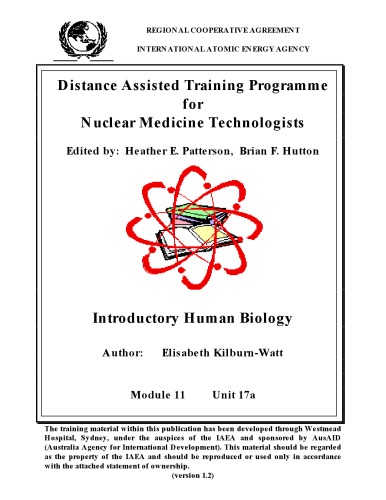 REGIONAL COOPERATIVE AGREEMENT
INTERNATIONAL ATOMIC ENERGY AGENCY
Distance Assisted Training Programme
for
Nuclear Medicine Technologists
Edited by: Heather E. Patterson, Brian F. Hutton
Introductory Human Biology
Author: Elisabeth Kilburn-Watt
Module 11 Unit 17a
The training material within this publication has been developed through Westmead
Hospital, Sydney, under the auspices of the IAEA and sponsored by AusAID
(Australia Agency for International Development). This material should be regarded
as the property of the IAEA and should be reproduced or used only in accordance
with the attached statement of ownership.
(version 1.2)